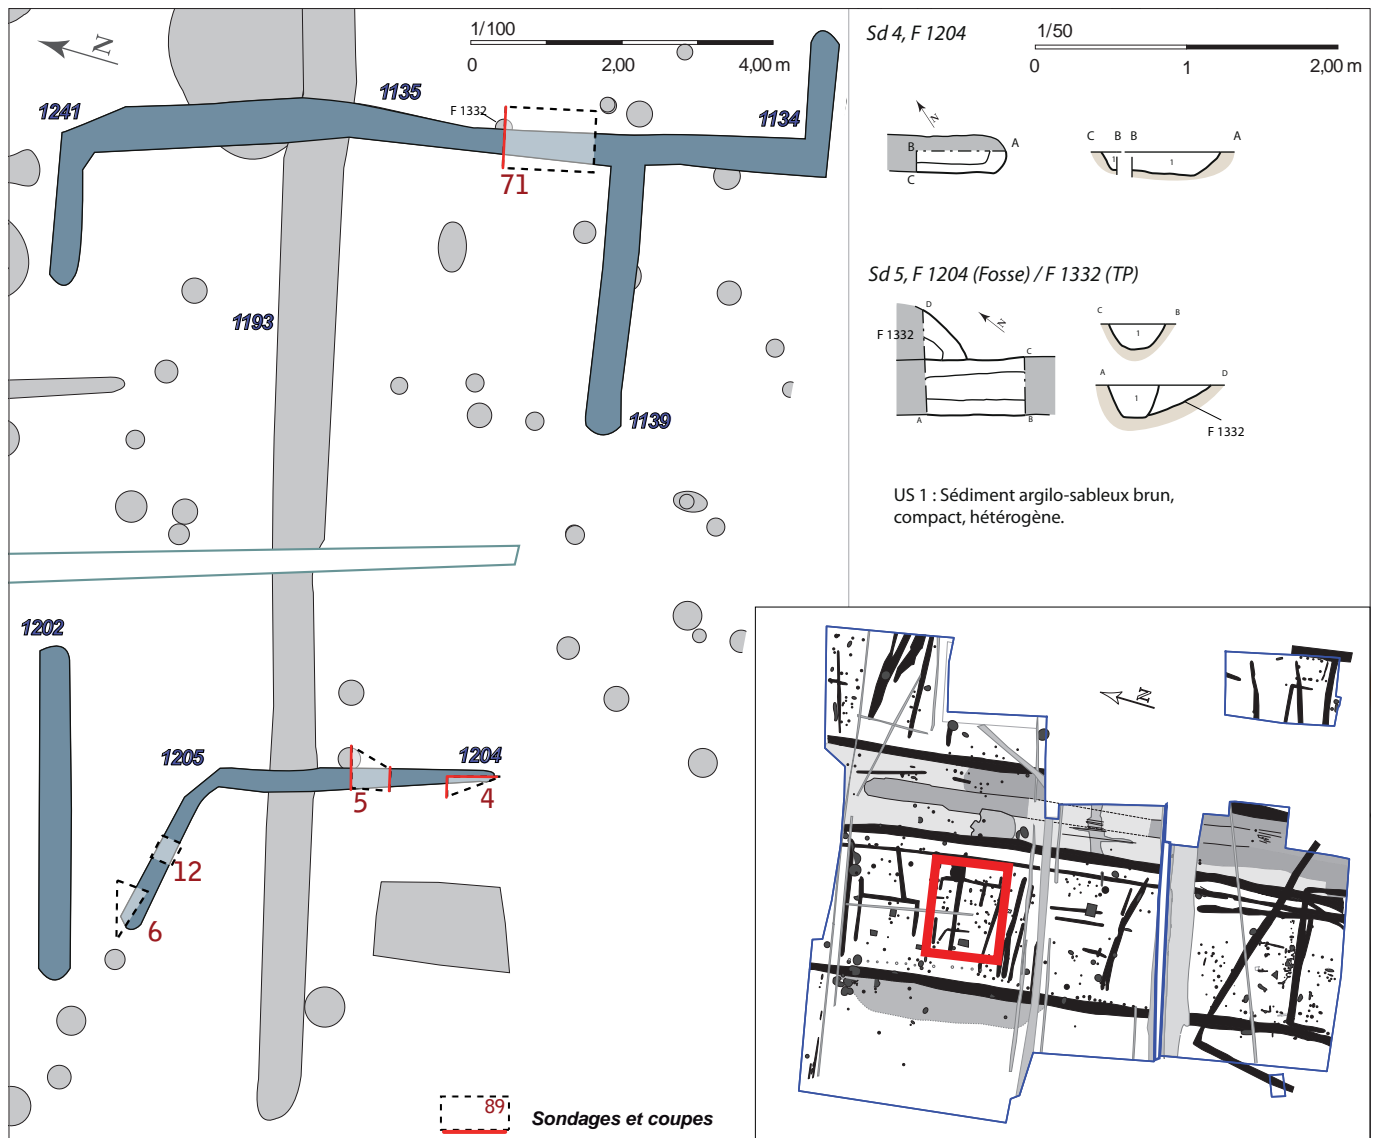 N
1/100
0 2,00 4,00 m
1241
1135
F 1332
1134
71
1193
1139
1202
1205
1204
5
4
12
6
89
Sondages et coupes
Sd 4, F 1204
1/50
0 1 2,00 m
N
B A
C
C B B A
1 1
Sd 5, F 1204 (Fosse) / F 1332 (TP)
D
N
F 1332
C
A B
C B
1
A D
1
F 1332
US 1 : Sédiment argilo-sableux brun,
compact, hétérogène.
N